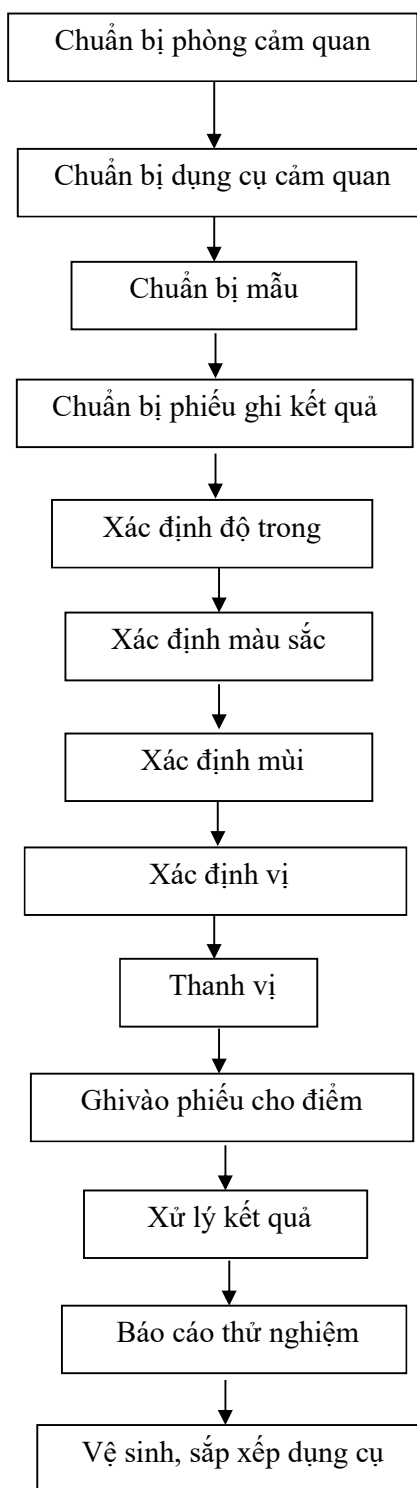 Chuẩn bị phòng cảm quan
Chuẩn bị dụng cụ cảm quan
Chuẩn bị mẫu
Chuẩn bị phiếu ghi kết quả
Xác định độ trong
Xác định màu sắc
Xác định mùi
Xác định vị
Thanh vị
Ghivào phiếu cho điểm
Xử lý kết quả
Báo cáo thử nghiệm
Vệ sinh, sắp xếp dụng cụ